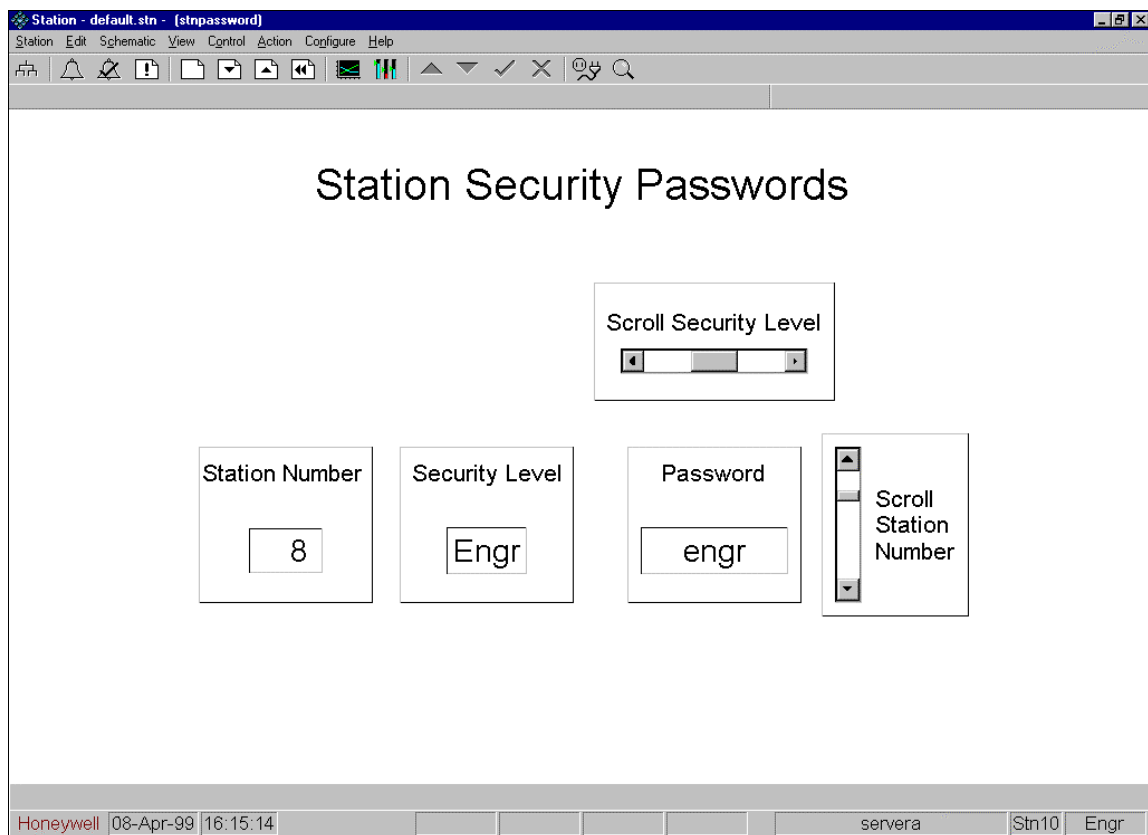 Station - default.stn - (stnpassword)
Station Edit Schematic View Control Action Configure Help
Station Security Passwords
Scroll Security Level
Station Number
8
Security Level
Engr
Password
engr
Scroll
Station
Number
Honeywell 08-Apr-99 16:15:14 servera Stn10 Engr